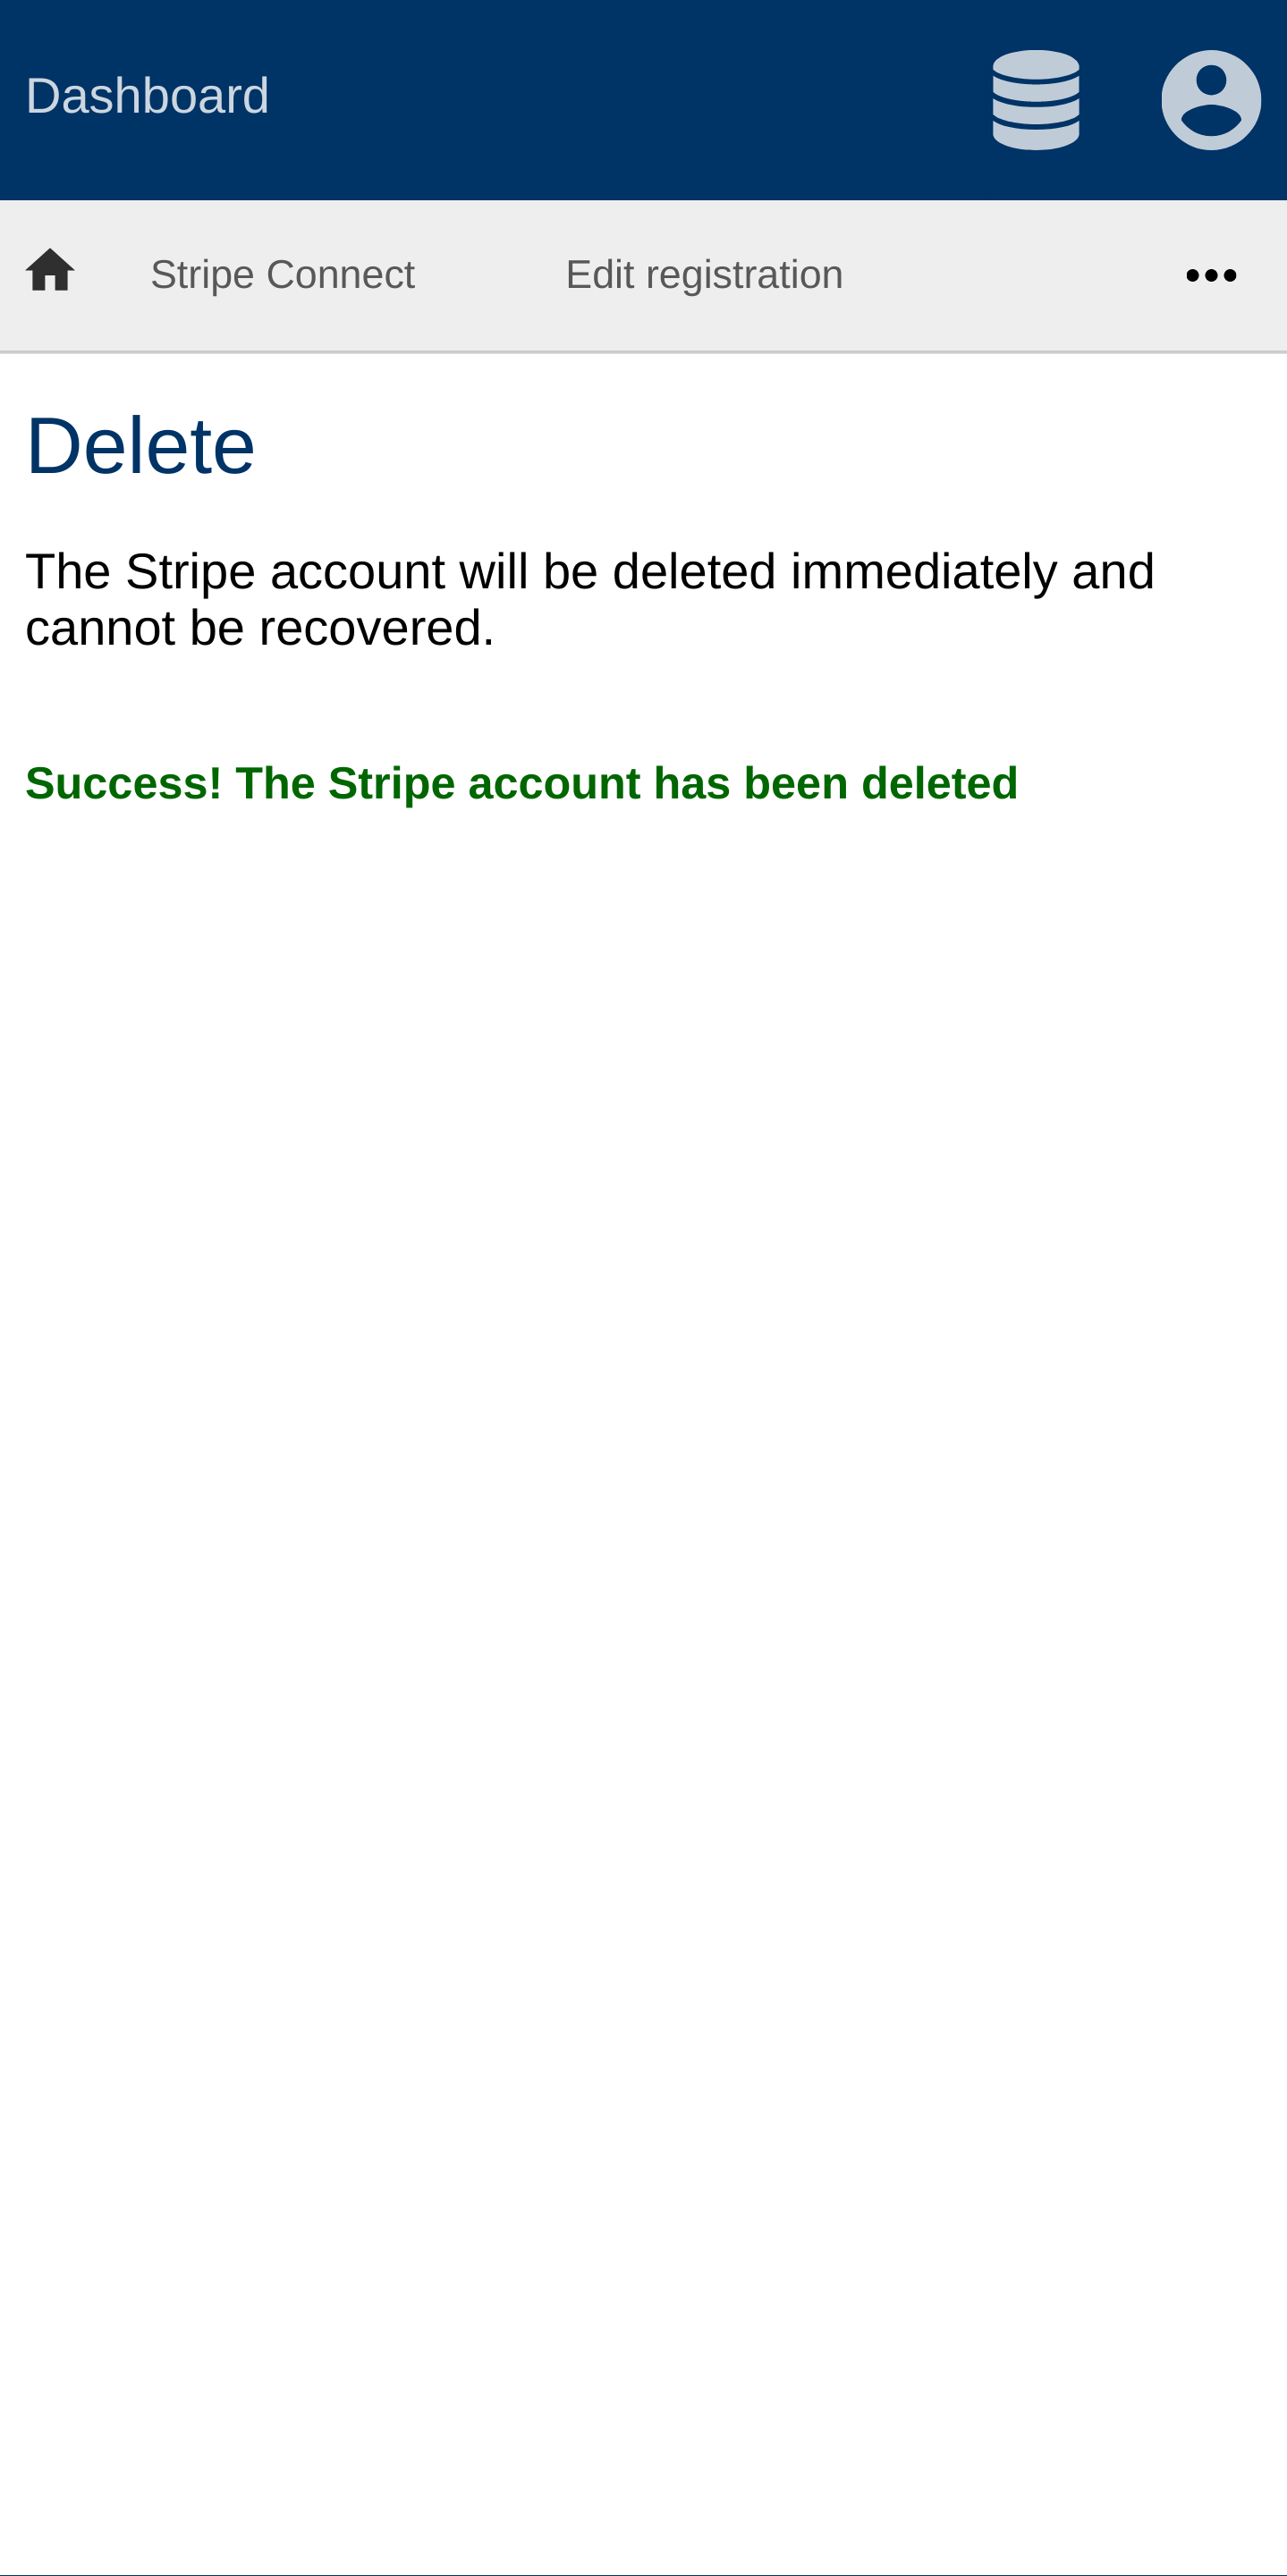 Dashboard
Stripe Connect
Edit registration
Delete
The Stripe account will be deleted immediately and
cannot be recovered.
Success! The Stripe account has been deleted